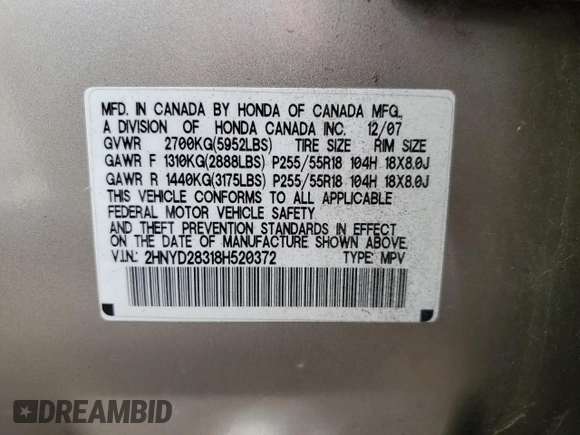 MFD. IN CANADA BY HONDA OF CANADA MFG.,
A DIVISION OF HONDA CANADA INC. 12/07
GVWR 2700KG(5952LBS) TIRE SIZE RIM SIZE
GAWR F 1310KG(2888LBS) P255/55R18 104H 18X8.0J
GAWR R 1440KG(3175LBS) P255/55R18 104H 18X8.0J
THIS VEHICLE CONFORMS TO ALL APPLICABLE
FEDERAL MOTOR VEHICLE SAFETY
AND THEFT PREVENTION STANDARDS IN EFFECT
ON THE DATE OF MANUFACTURE SHOWN ABOVE.
V.I.N.: 2HNYD28318H520372 TYPE: MPV
DREAMBID